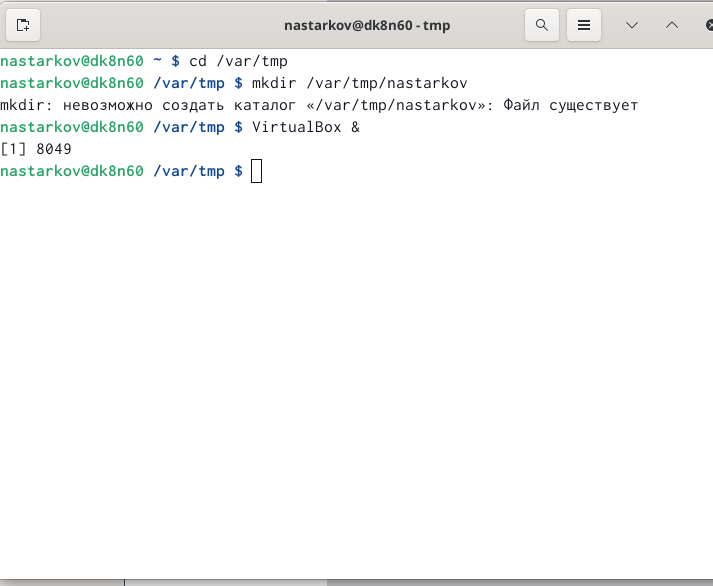 nastarkov@dk8n60 - tmp
nastarkov@dk8n60 ~ $ cd /var/tmp
nastarkov@dk8n60 /var/tmp $ mkdir /var/tmp/nastarkov
mkdir: невозможно создать каталог «/var/tmp/nastarkov»: Файл существует
nastarkov@dk8n60 /var/tmp $ VirtualBox &
[1] 8049
nastarkov@dk8n60 /var/tmp $